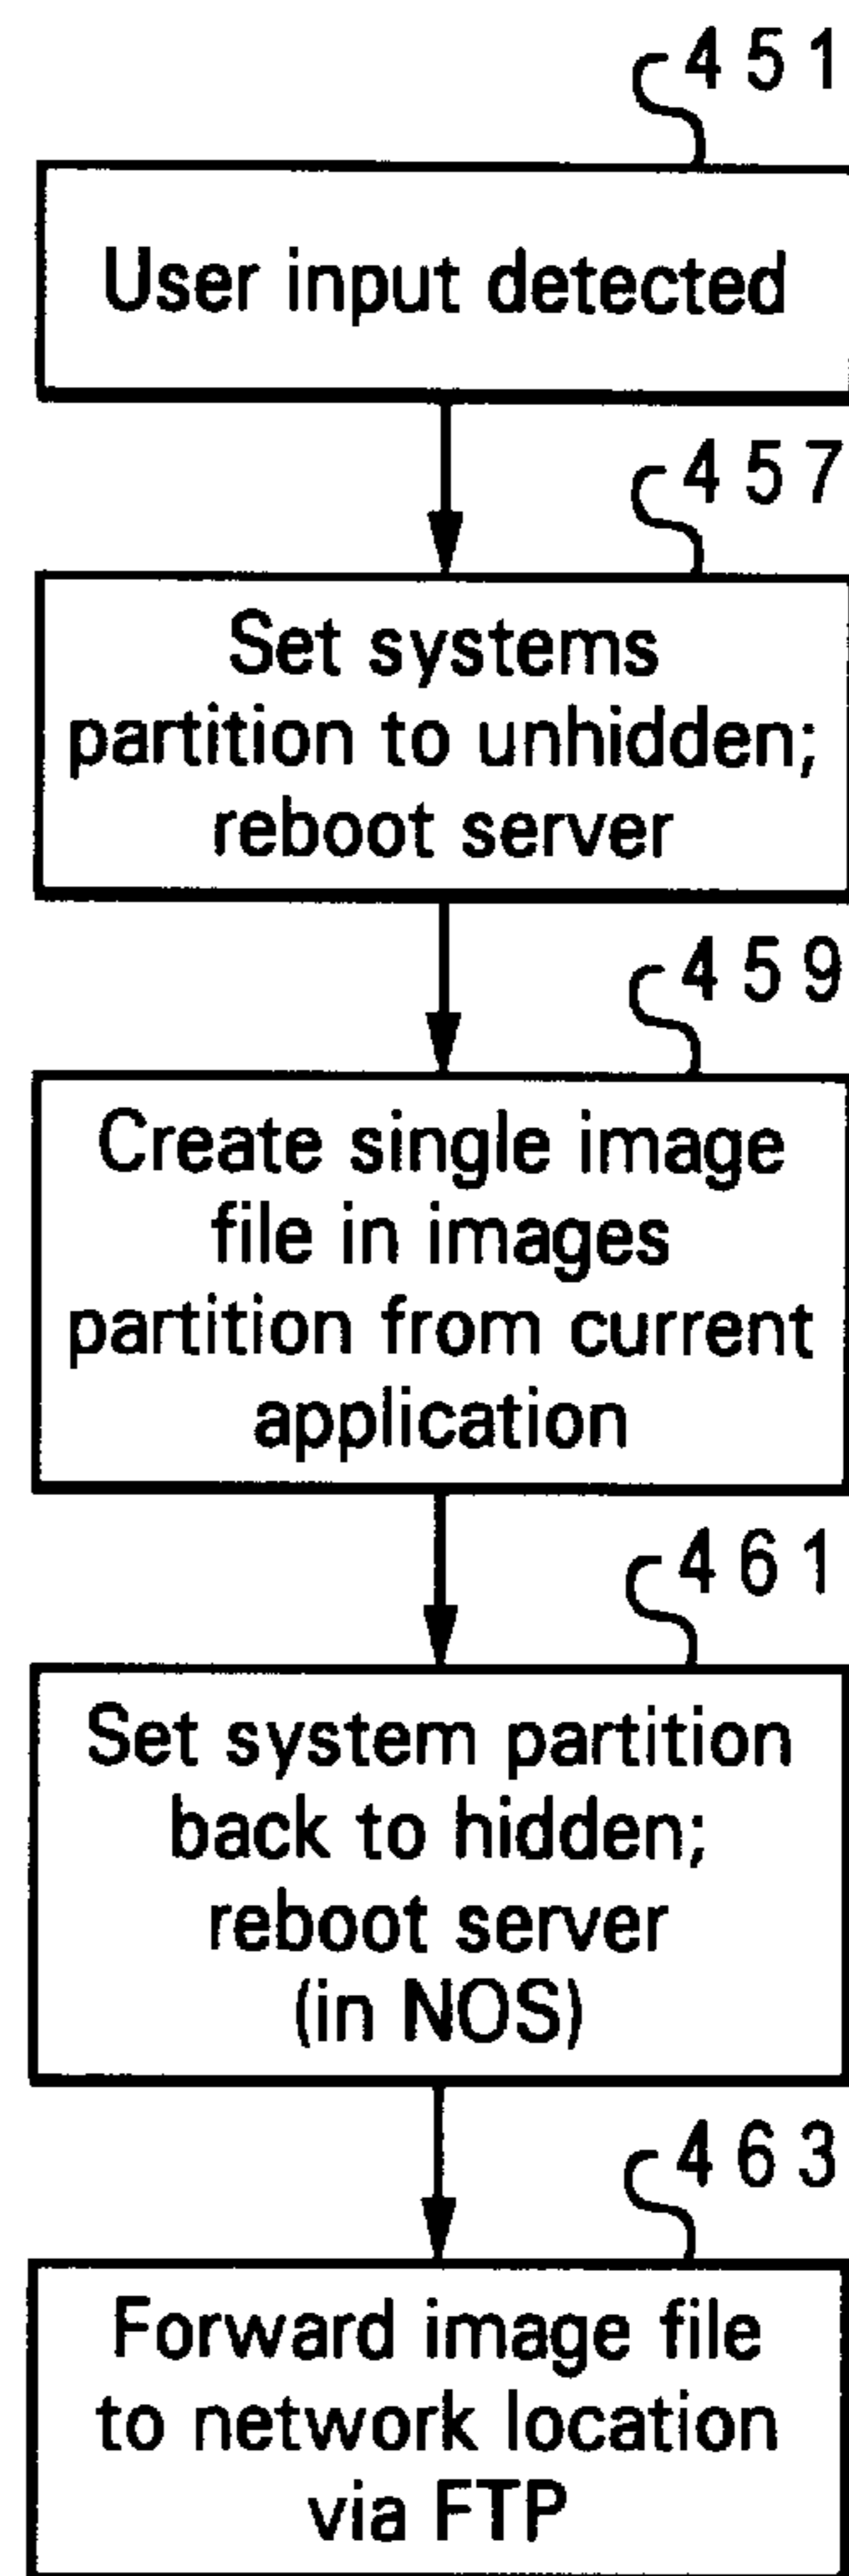 451
User input detected
457
Set systems
partition to unhidden;
reboot server
459
Create single image
file in images
partition from current
application
461
Set system partition
back to hidden;
reboot server
(in NOS)
463
Forward image file
to network location
via FTP